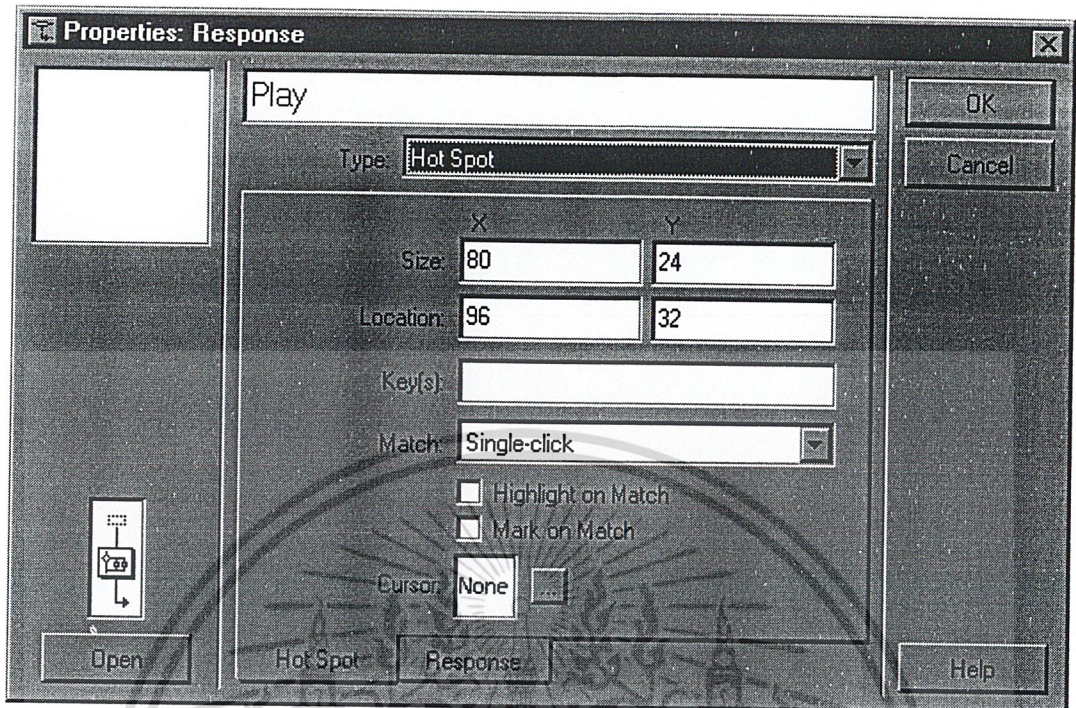 Properties: Response
Play
OK
Type: Hot Spot
Cancel
X Y
Size: 80 24
Location: 96 32
Key(s):
Match: Single-click
Highlight on Match
Mark on Match
Cursor: None ...
Open
Hot Spot Response
Help